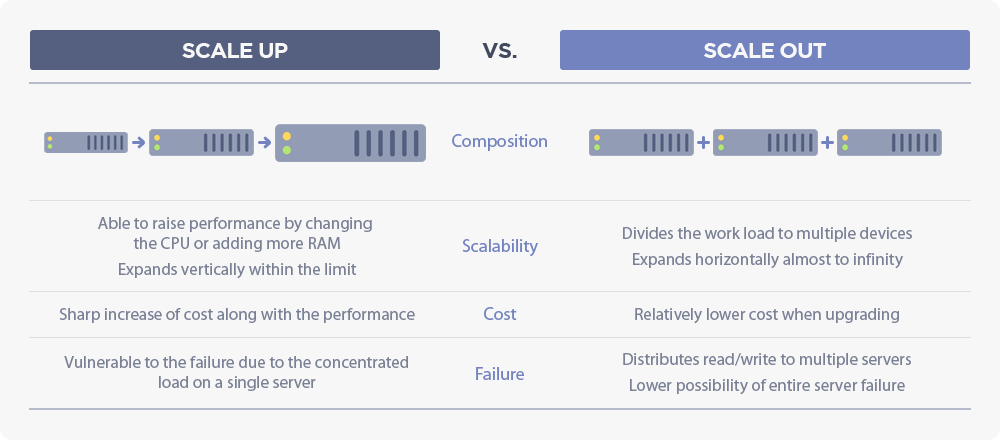 SCALE UP
VS.
SCALE OUT
Composition
Able to raise performance by changing
the CPU or adding more RAM
Expands vertically within the limit
Scalability
Divides the work load to multiple devices
Expands horizontally almost to infinity
Sharp increase of cost along with the performance
Cost
Relatively lower cost when upgrading
Vulnerable to the failure due to the concentrated
load on a single server
Failure
Distributes read/write to multiple servers
Lower possibility of entire server failure